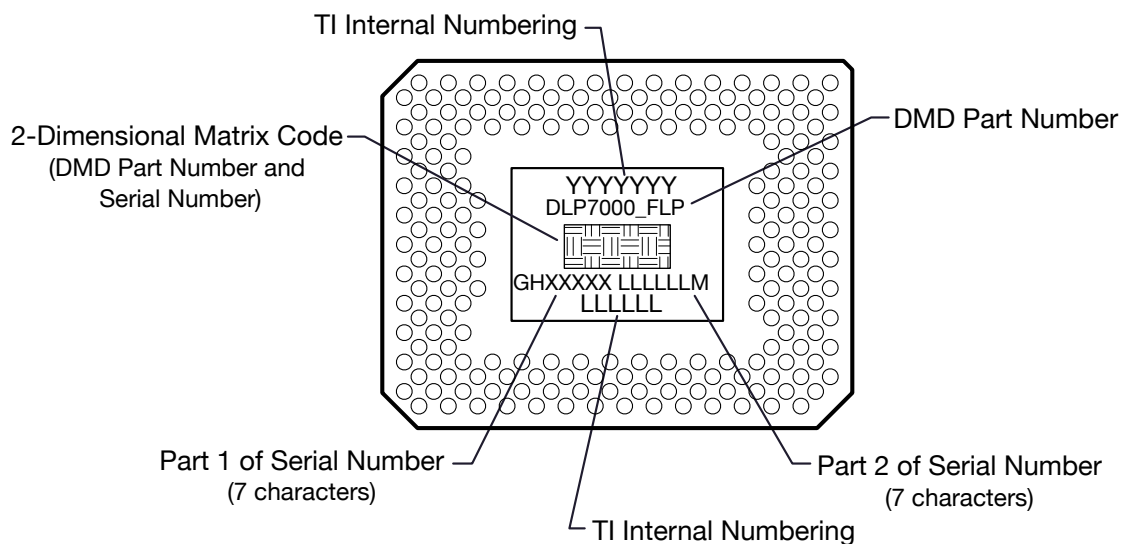 TI Internal Numbering
DMD Part Number
2-Dimensional Matrix Code
(DMD Part Number and
Serial Number)
YYYYYYY
DLP7000_FLP
GHXXXXX LLLLLLM
LLLLLL
Part 1 of Serial Number
(7 characters)
Part 2 of Serial Number
(7 characters)
TI Internal Numbering